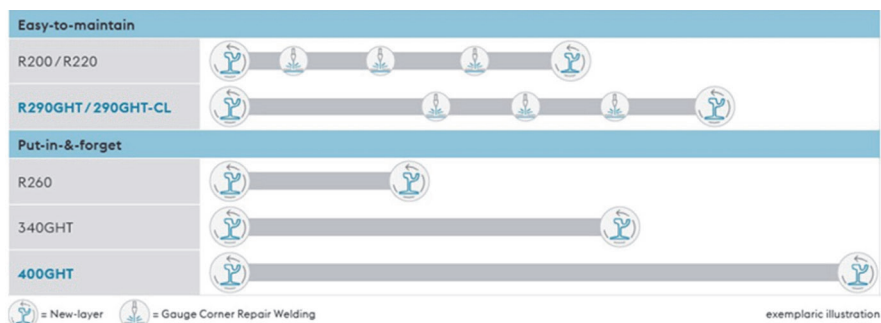 Easy-to-maintain
R200 / R220
R290GHT / 290GHT-CL
Put-in-&-forget
R260
340GHT
400GHT
= New-layer = Gauge Corner Repair Welding exemplaric illustration